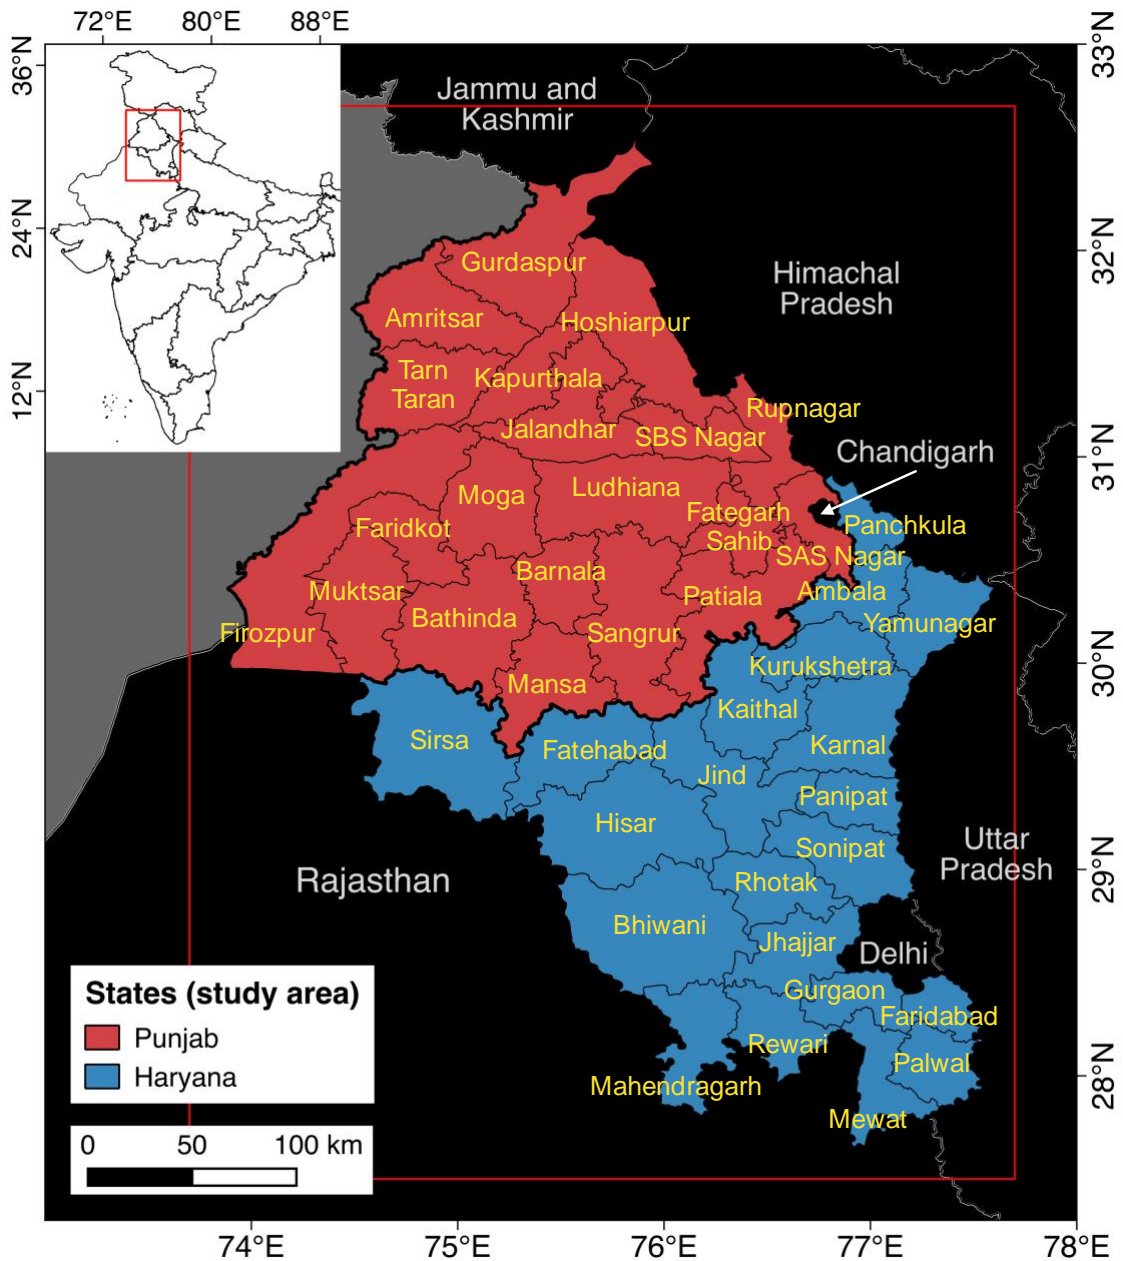 72°E 80°E 88°E
36°N
24°N
12°N
33°N
32°N
31°N
30°N
29°N
28°N
Jammu and
Kashmir
Himachal
Pradesh
Gurdaspur
Amritsar
Hoshiarpur
Tarn
Taran
Kapurthala
Rupnagar
Jalandhar
SBS Nagar
Chandigarh
Moga
Ludhiana
Fategarh
Sahib
Faridkot
Panchkula
SAS Nagar
Barnala
Muktsar
Patiala
Ambala
Bathinda
Firozpur
Sangrur
Yamunagar
Kurukshetra
Mansa
Kaithal
Sirsa
Fatehabad
Karnal
Jind
Panipat
Hisar
Sonipat
Uttar
Pradesh
Rajasthan
Rhotak
Bhiwani
Jhajjar
Delhi
Gurgaon
Faridabad
Rewari
Palwal
Mahendragarh
Mewat
States (study area)
Punjab
Haryana
0 50 100 km
74°E 75°E 76°E 77°E 78°E